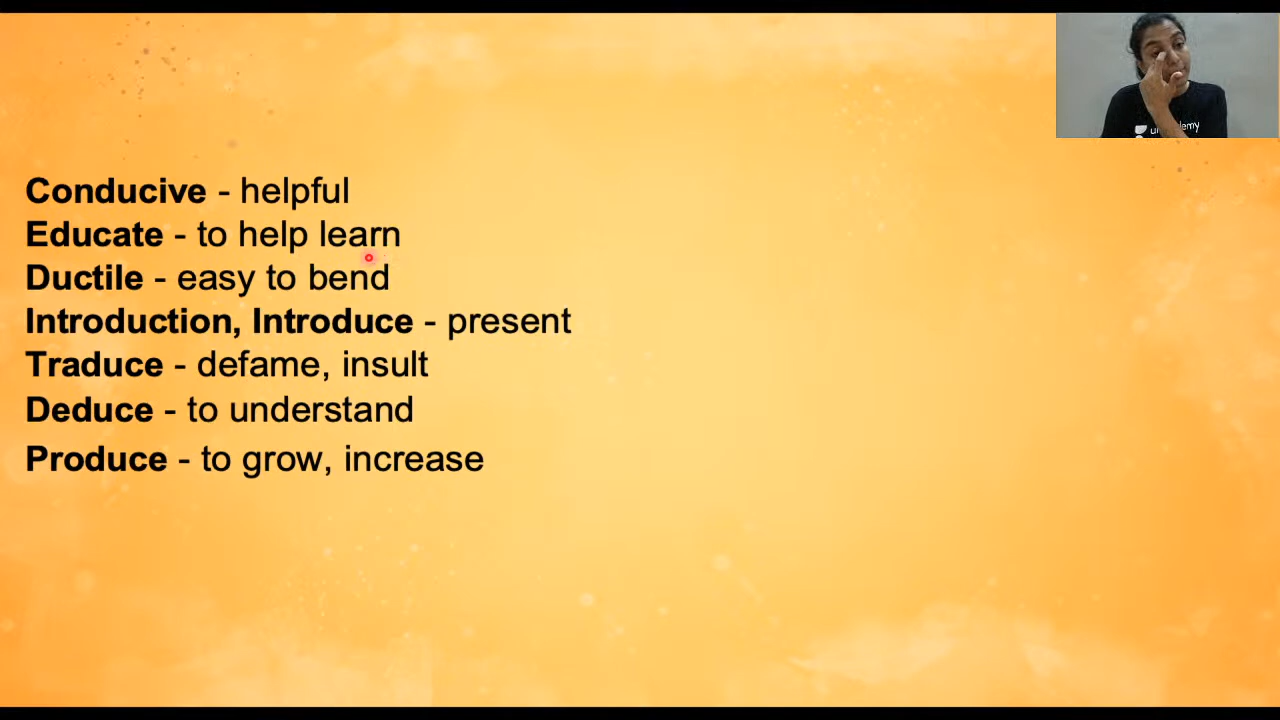 Conducive - helpful
Educate - to help learn
Ductile - easy to bend
Introduction, Introduce - present
Traduce - defame, insult
Deduce - to understand
Produce - to grow, increase